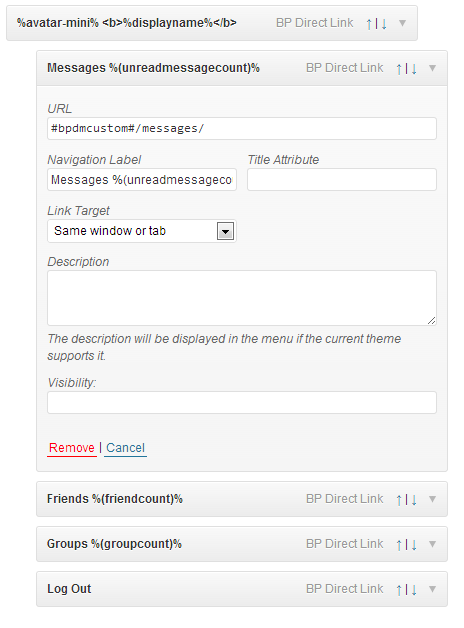 %avatar-mini% <b>%displayname%</b> BP Direct Link ↑|↓ ▼
Messages %(unreadmessagecount)% BP Direct Link ↑|↓ ▼
URL
#bpdmcustom#/messages/
Navigation Label Title Attribute
Messages %(unreadmessageco
Link Target
Same window or tab
Description
The description will be displayed in the menu if the current theme
supports it.
Visibility:
Remove | Cancel
Friends %(friendcount)% BP Direct Link ↑|↓ ▼
Groups %(groupcount)% BP Direct Link ↑|↓ ▼
Log Out BP Direct Link ↑|↓ ▼